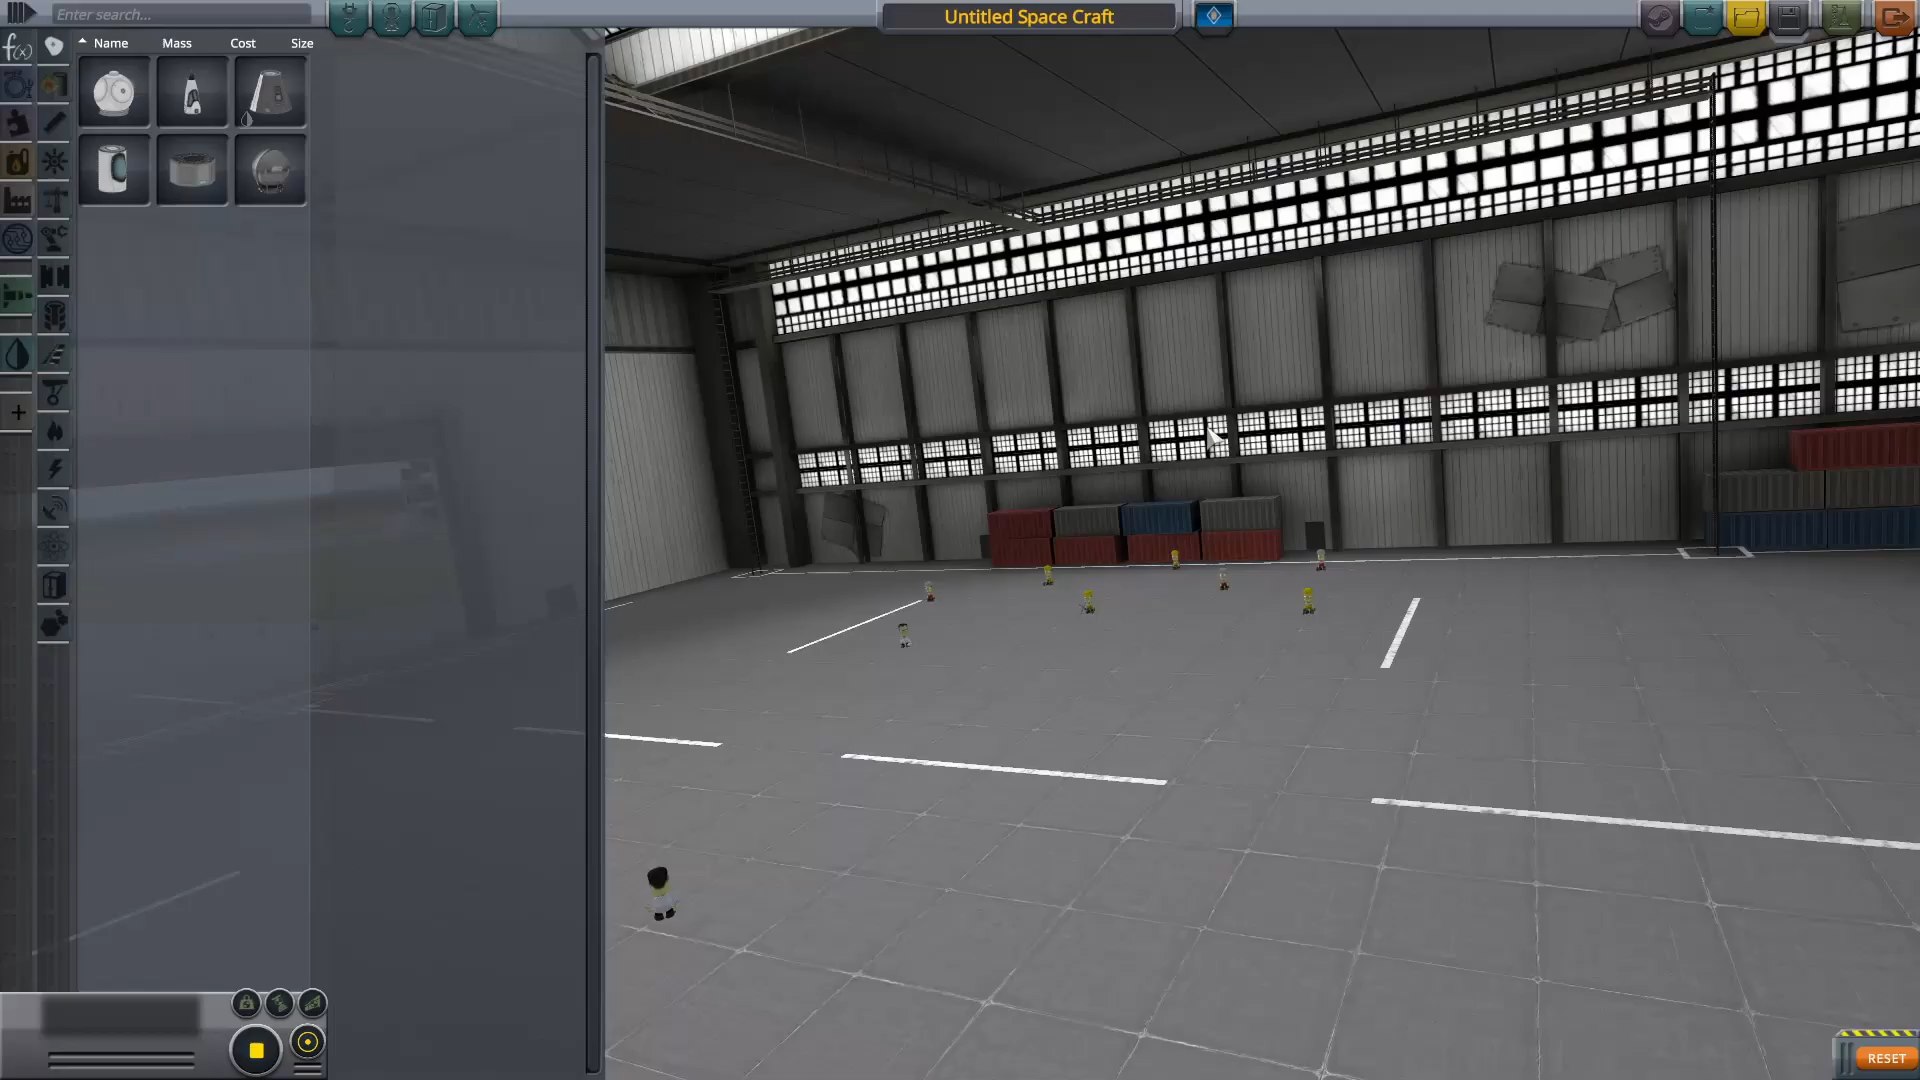 Enter search...
Untitled Space Craft
f(x)
Name Mass Cost Size
RESET